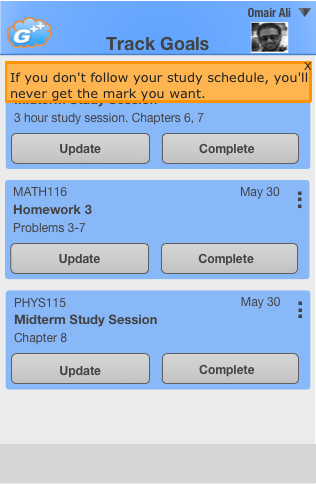 Omair Ali
G++
Track Goals
X
If you don't follow your study schedule, you'll
never get the mark you want.
Midterm Study Session
3 hour study session. Chapters 6, 7
Update
Complete
MATH116
May 30
Homework 3
Problems 3-7
Update
Complete
PHYS115
May 30
Midterm Study Session
Chapter 8
Update
Complete